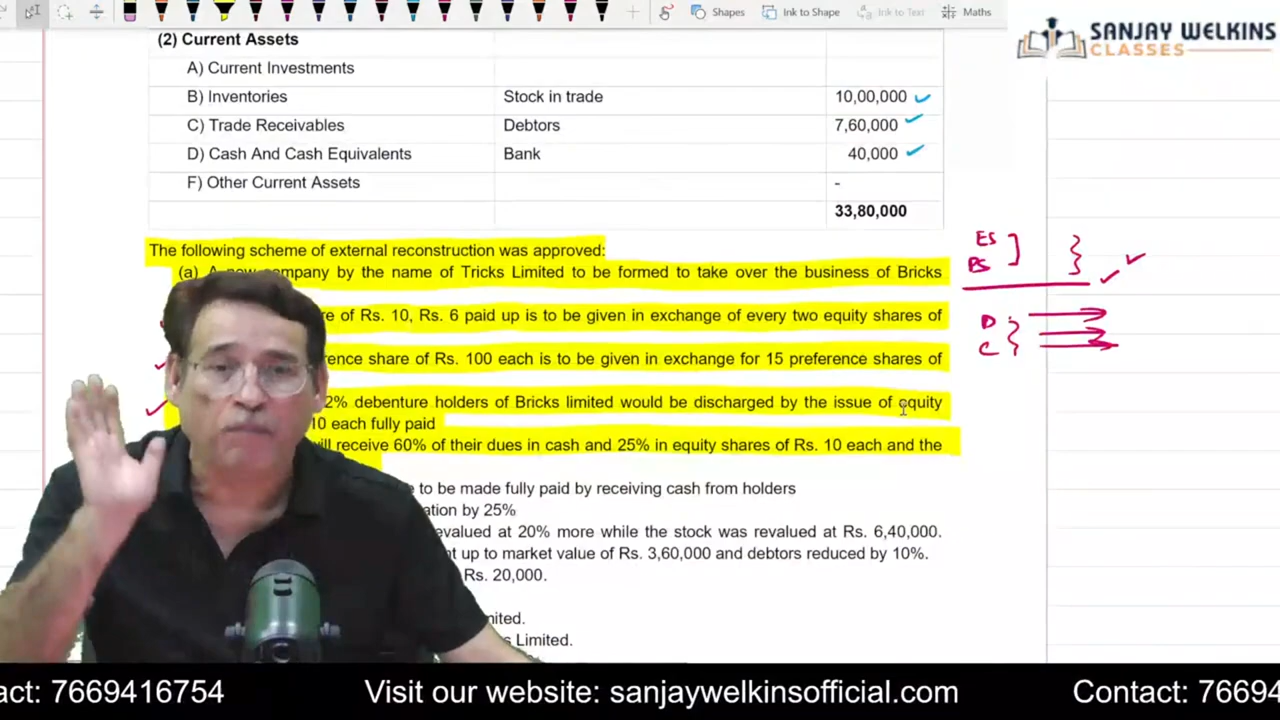 Shapes Ink to Shape Ink to Text Maths
SANJAY WELKINS
CLASSES
(2) Current Assets
A) Current Investments
B) Inventories Stock in trade 10,00,000
C) Trade Receivables Debtors 7,60,000
D) Cash And Cash Equivalents Bank 40,000
F) Other Current Assets -
33,80,000
The following scheme of external reconstruction was approved:
(a) A new company by the name of Tricks Limited to be formed to take over the business of Bricks
re of Rs. 10, Rs. 6 paid up is to be given in exchange of every two equity shares of
rence share of Rs. 100 each is to be given in exchange for 15 preference shares of
2% debenture holders of Bricks limited would be discharged by the issue of equity
10 each fully paid
ill receive 60% of their dues in cash and 25% in equity shares of Rs. 10 each and the
e to be made fully paid by receiving cash from holders
ation by 25%
evalued at 20% more while the stock was revalued at Rs. 6,40,000.
ht up to market value of Rs. 3,60,000 and debtors reduced by 10%.
Rs. 20,000.
nited.
s Limited.
ES
PS
D
C
act: 7669416754 Visit our website: sanjaywelkinsofficial.com Contact: 76694